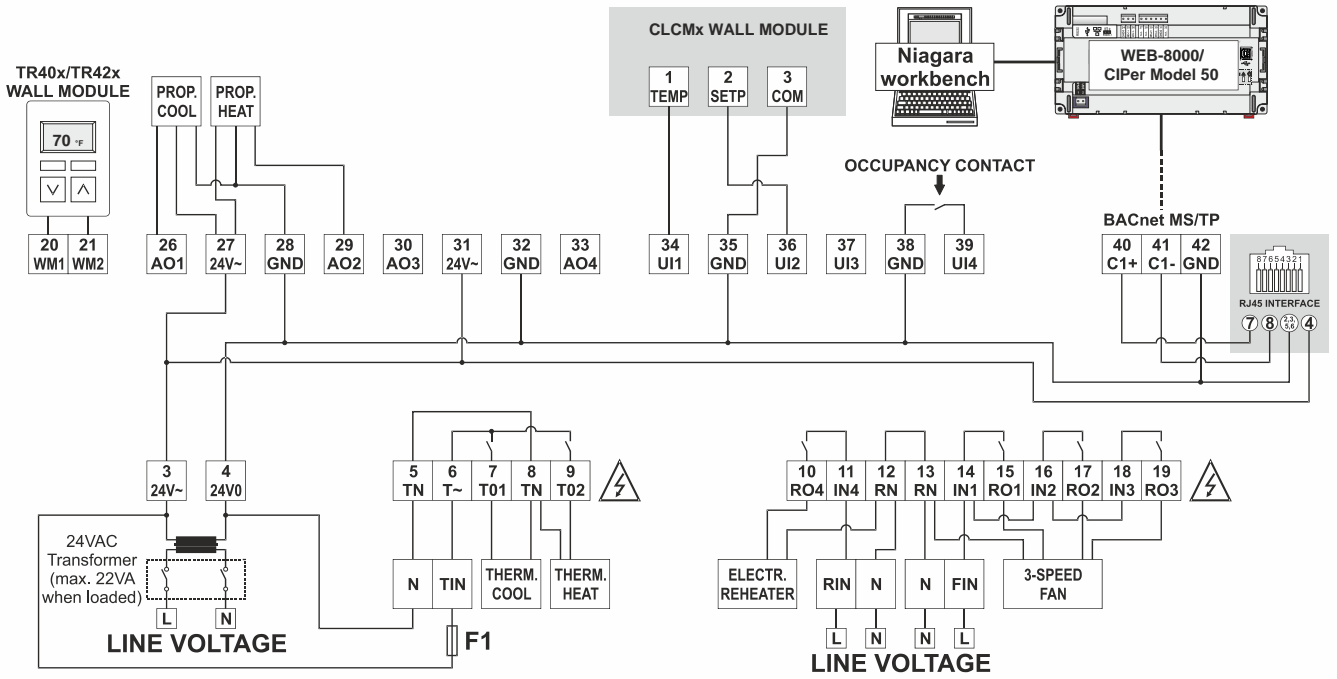 CLCMx WALL MODULE
1 TEMP
2 SETP
3 COM
Niagara
workbench
WEB-8000/
CIPer Model 50
TR40x/TR42x
WALL MODULE
70 °F
PROP.
COOL
PROP.
HEAT
OCCUPANCY CONTACT
BACnet MS/TP
20 WM1
21 WM2
26 AO1
27 24V~
28 GND
29 AO2
30 AO3
31 24V~
32 GND
33 AO4
34 UI1
35 GND
36 UI2
37 UI3
38 GND
39 UI4
40 C1+
41 C1-
42 GND
87654321
RJ45 INTERFACE
7
8
2,3,
5,6
4
3 24V~
4 24V0
5 TN
6 T~
7 T01
8 TN
9 T02
10 RO4
11 IN4
12 RN
13 RN
14 IN1
15 RO1
16 IN2
17 RO2
18 IN3
19 RO3
24VAC
Transformer
(max. 22VA
when loaded)
L
N
LINE VOLTAGE
N
TIN
THERM.
COOL
THERM.
HEAT
F1
ELECTR.
REHEATER
RIN
N
N
FIN
3-SPEED
FAN
L
N
N
L
LINE VOLTAGE